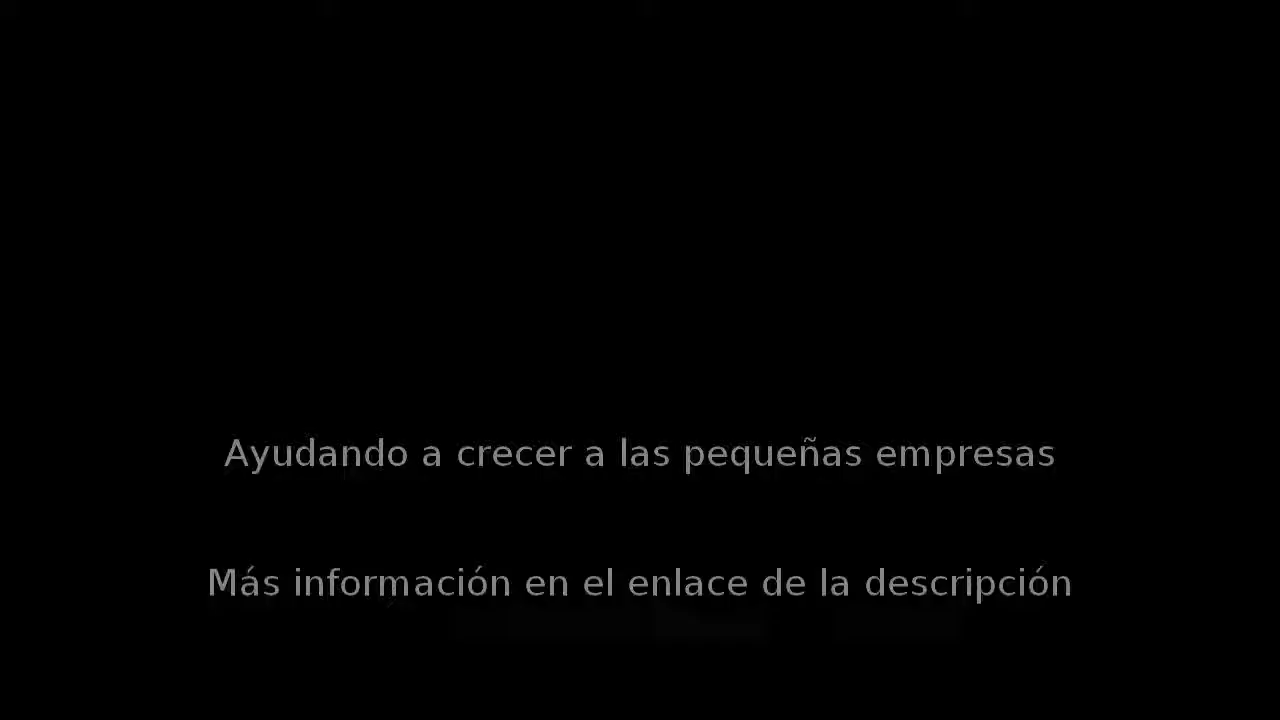 Ayudando a crecer a las pequeñas empresas
Más información en el enlace de la descripción